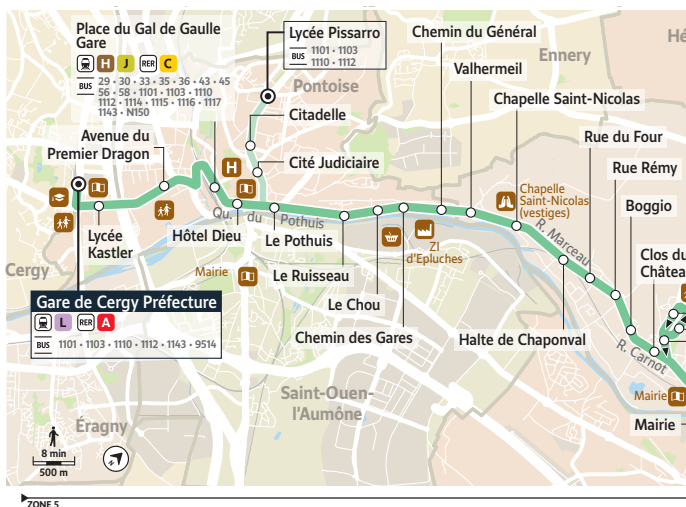 Place du Gal de Gaulle
Gare
H J RER C
BUS 29 • 30 • 33 • 35 • 36 • 43 • 45
56 • 58 • 1101 • 1103 • 1110
1112 • 1114 • 1115 • 1116 • 1117
1143 • N150
Lycée Pissarro
BUS 1101 • 1103
1110 • 1112
Chemin du Général
Ennery
Hé
Valhermeil
Pontoise
Chapelle Saint-Nicolas
Citadelle
Avenue du
Premier Dragon
Rue du Four
Cité Judiciaire
H
Rue Rémy
Chapelle
Saint-Nicolas
(vestiges)
Boggio
Qu. du Pothuis
R. Marceau
Lycée
Kastler
Hôtel Dieu
Le Pothuis
ZI
d'Epluches
Clos du
Châtea
Cergy
Mairie
Le Ruisseau
Gare de Cergy Préfecture
L RER A
BUS 1101 • 1103 • 1110 • 1112 • 1143 • 9514
Le Chou
Chemin des Gares
Halte de Chaponval
R. Carnot
Saint-Ouen-
l'Aumône
Mairie
Mairie
Éragny
8 min
500 m
ZONE 5